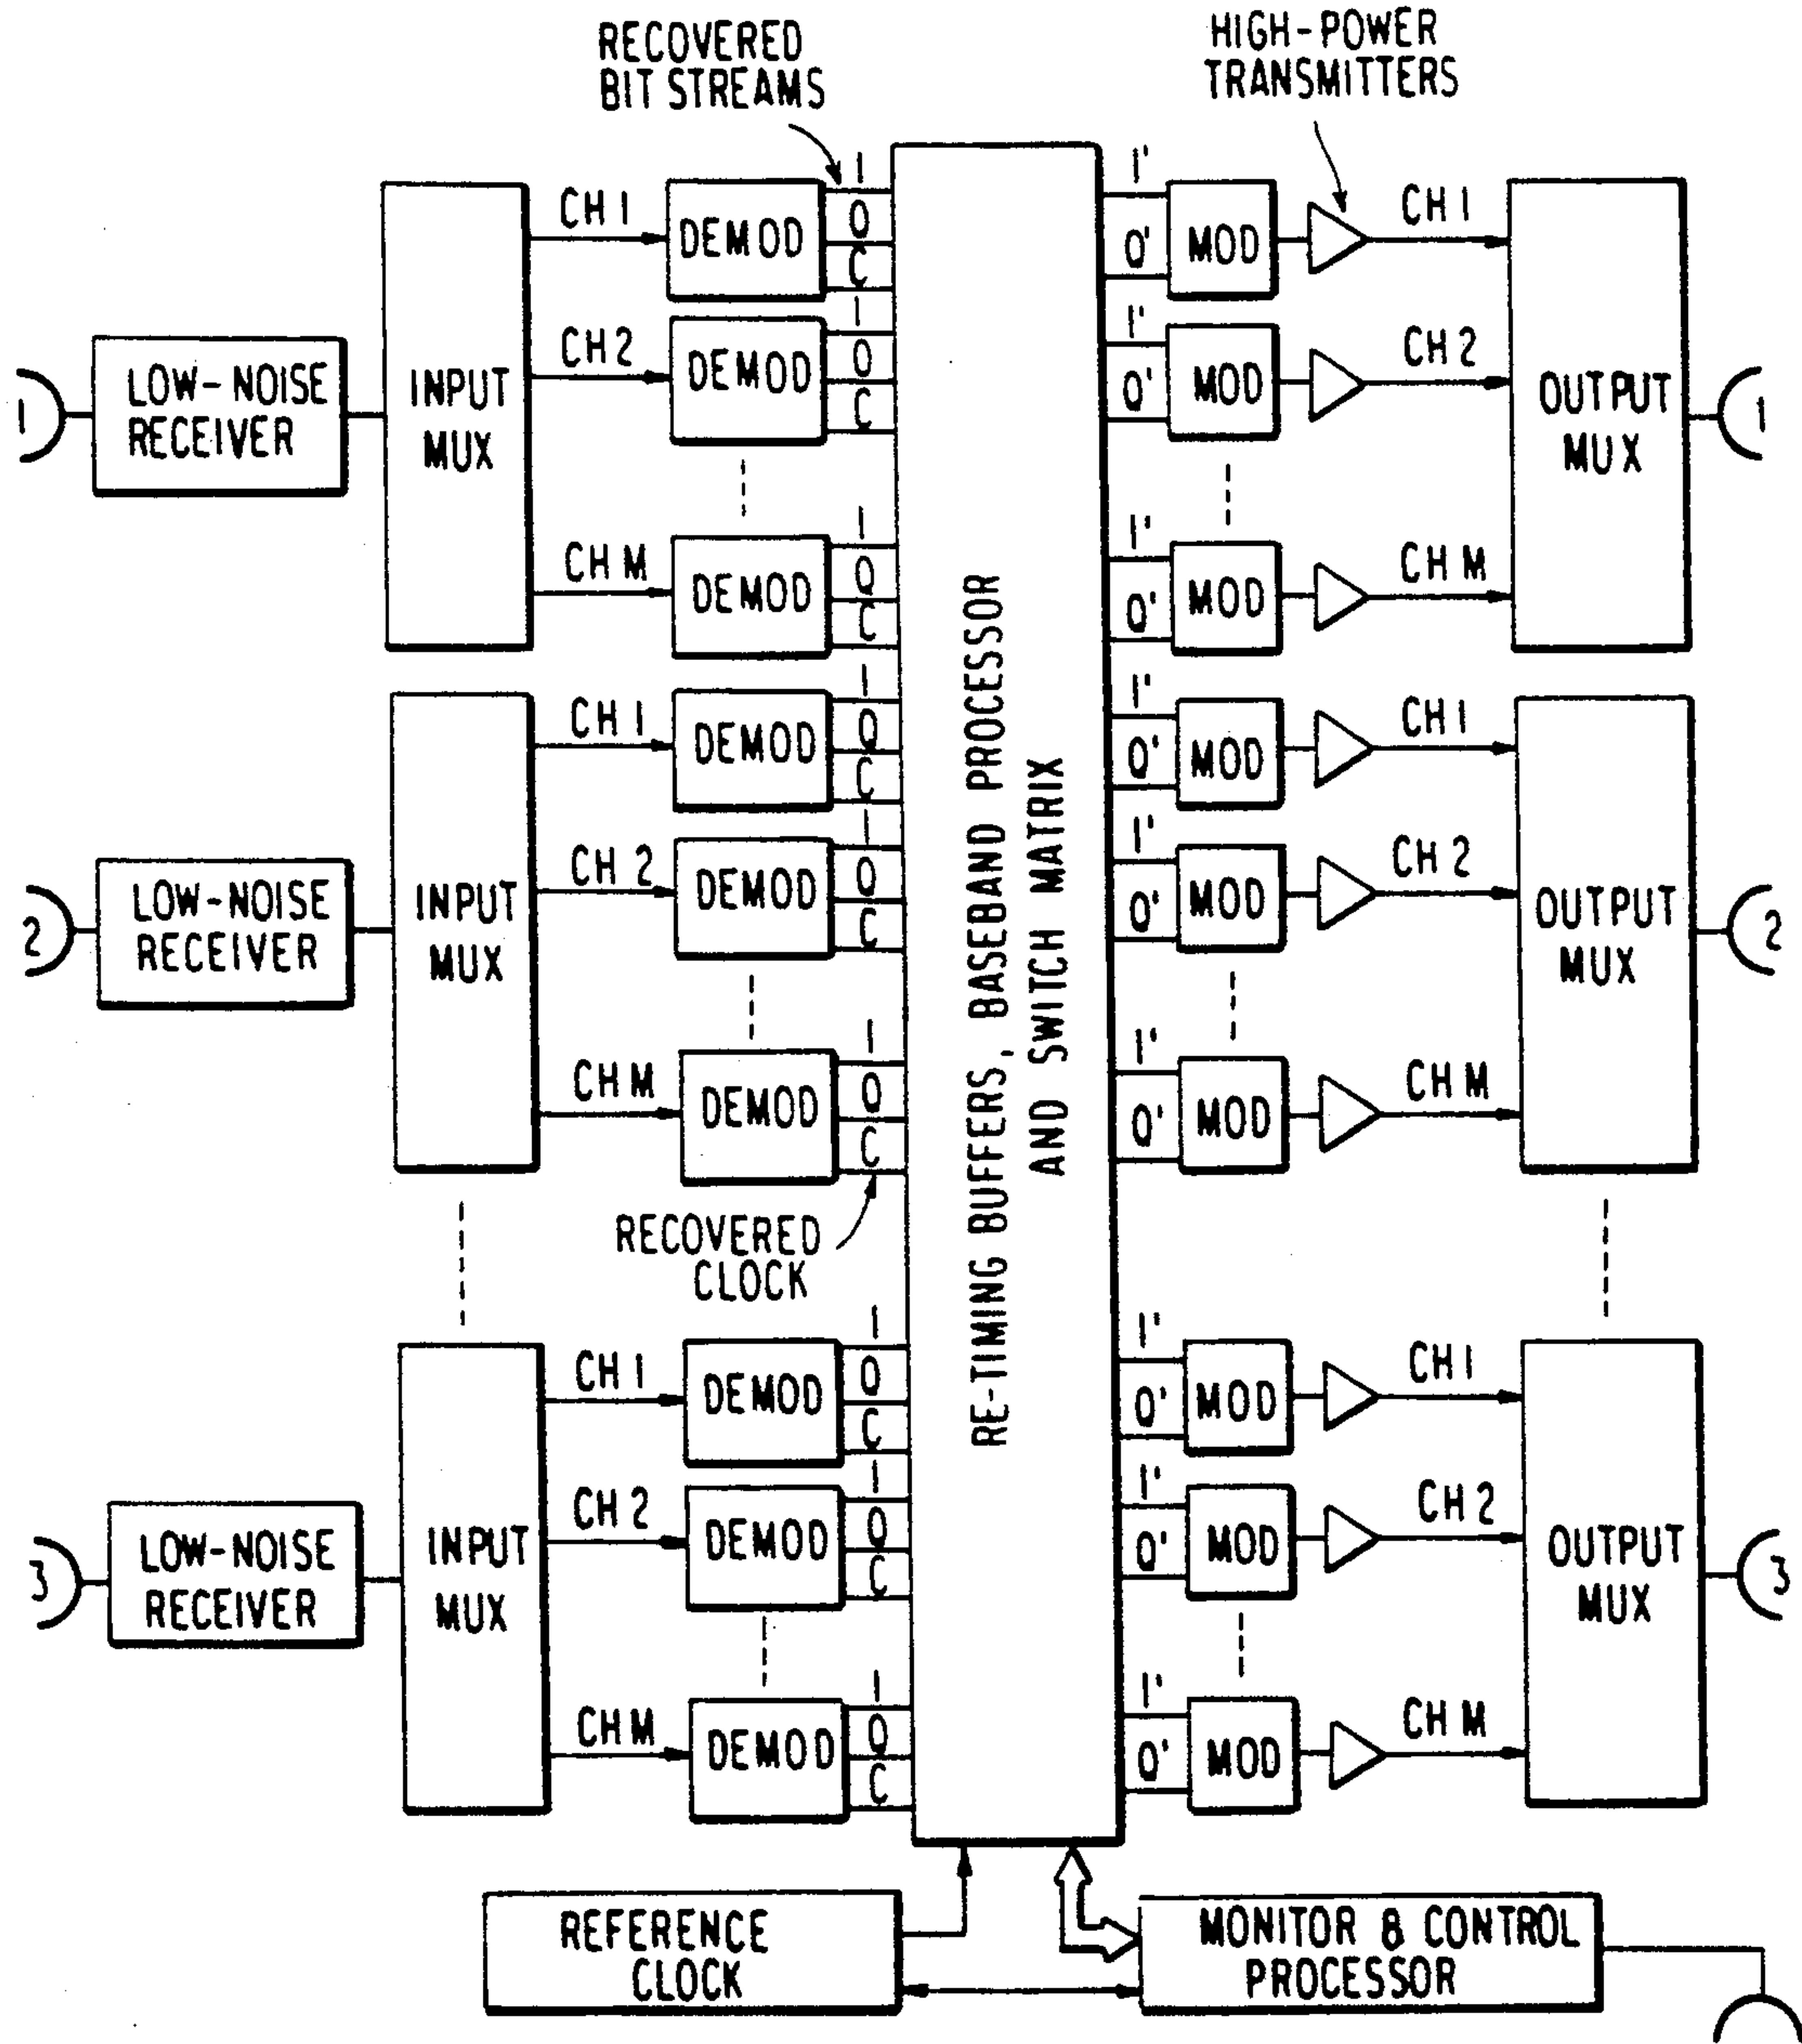 RECOVERED
BIT STREAMS
HIGH-POWER
TRANSMITTERS
1
LOW-NOISE
RECEIVER
INPUT
MUX
CH 1
DEMOD
I
Q
C
CH 2
DEMOD
I
Q
C
CH M
DEMOD
I
Q
C
2
LOW-NOISE
RECEIVER
INPUT
MUX
CH 1
DEMOD
I
Q
C
CH 2
DEMOD
I
Q
C
CH M
DEMOD
I
Q
C
RECOVERED
CLOCK
3
LOW-NOISE
RECEIVER
INPUT
MUX
CH 1
DEMOD
I
Q
C
CH 2
DEMOD
I
Q
C
CH M
DEMOD
I
Q
C
RE-TIMING BUFFERS, BASEBAND PROCESSOR
AND SWITCH MATRIX
I'
Q'
MOD
CH 1
I'
Q'
MOD
CH 2
I'
Q'
MOD
CH M
OUTPUT
MUX
1
I'
Q'
MOD
CH 1
I'
Q'
MOD
CH 2
I'
Q'
MOD
CH M
OUTPUT
MUX
2
I'
Q'
MOD
CH 1
I'
Q'
MOD
CH 2
I'
Q'
MOD
CH M
OUTPUT
MUX
3
REFERENCE
CLOCK
MONITOR & CONTROL
PROCESSOR